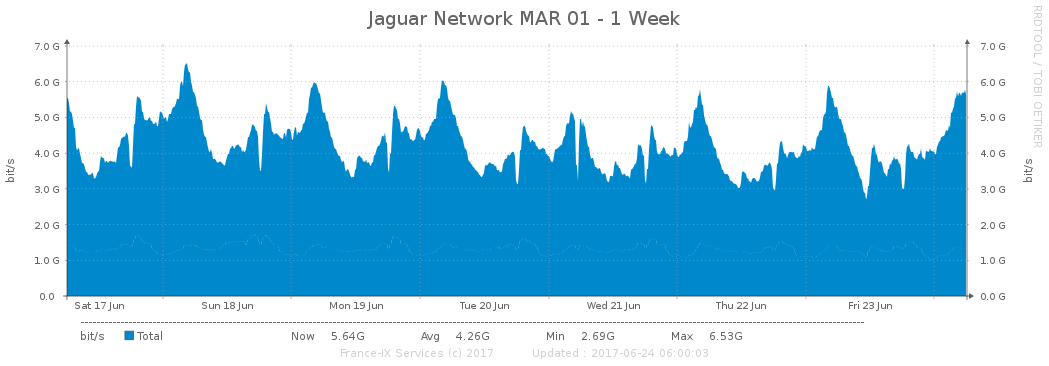 Jaguar Network MAR 01 - 1 Week
RRDTOOL / TOBI OETIKER
7.0 G 7.0 G
6.0 G 6.0 G
5.0 G 5.0 G
4.0 G 4.0 G
bit/s bit/s
3.0 G 3.0 G
2.0 G 2.0 G
1.0 G 1.0 G
0.0 0.0 G
Sat 17 Jun Sun 18 Jun Mon 19 Jun Tue 20 Jun Wed 21 Jun Thu 22 Jun Fri 23 Jun
bit/s Total Now 5.64G Avg 4.26G Min 2.69G Max 6.53G
France-IX Services (c) 2017 Updated : 2017-06-24 06:00:03